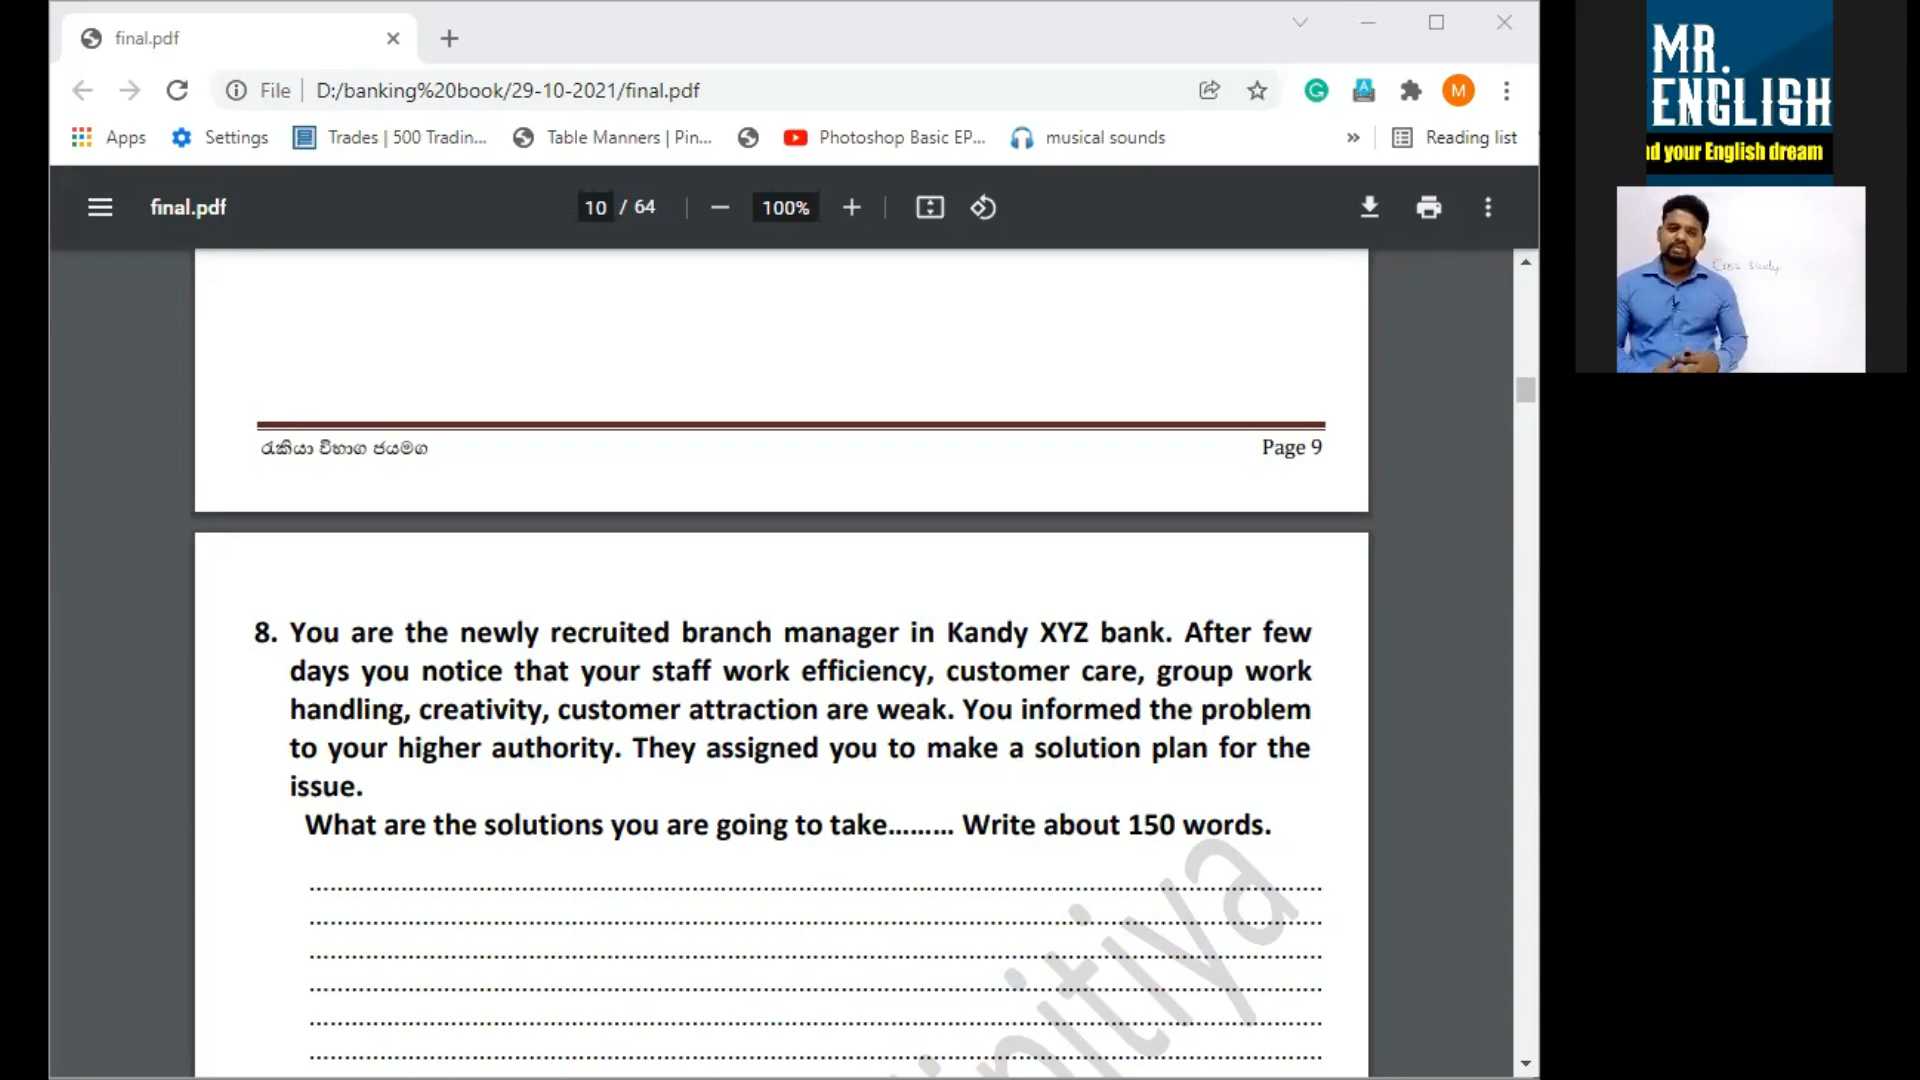 final.pdf
File
D:/banking%20book/29-10-2021/final.pdf
M
Apps
Settings
Trades | 500 Tradin...
Table Manners | Pin...
Photoshop Basic EP...
musical sounds
Reading list
final.pdf
10 / 64
100%
රැකියා විභාග ජයමග
Page 9
8. You are the newly recruited branch manager in Kandy XYZ bank. After few
days you notice that your staff work efficiency, customer care, group work
handling, creativity, customer attraction are weak. You informed the problem
to your higher authority. They assigned you to make a solution plan for the
issue.
What are the solutions you are going to take......... Write about 150 words.
MR.
ENGLISH
your English dream
Case study